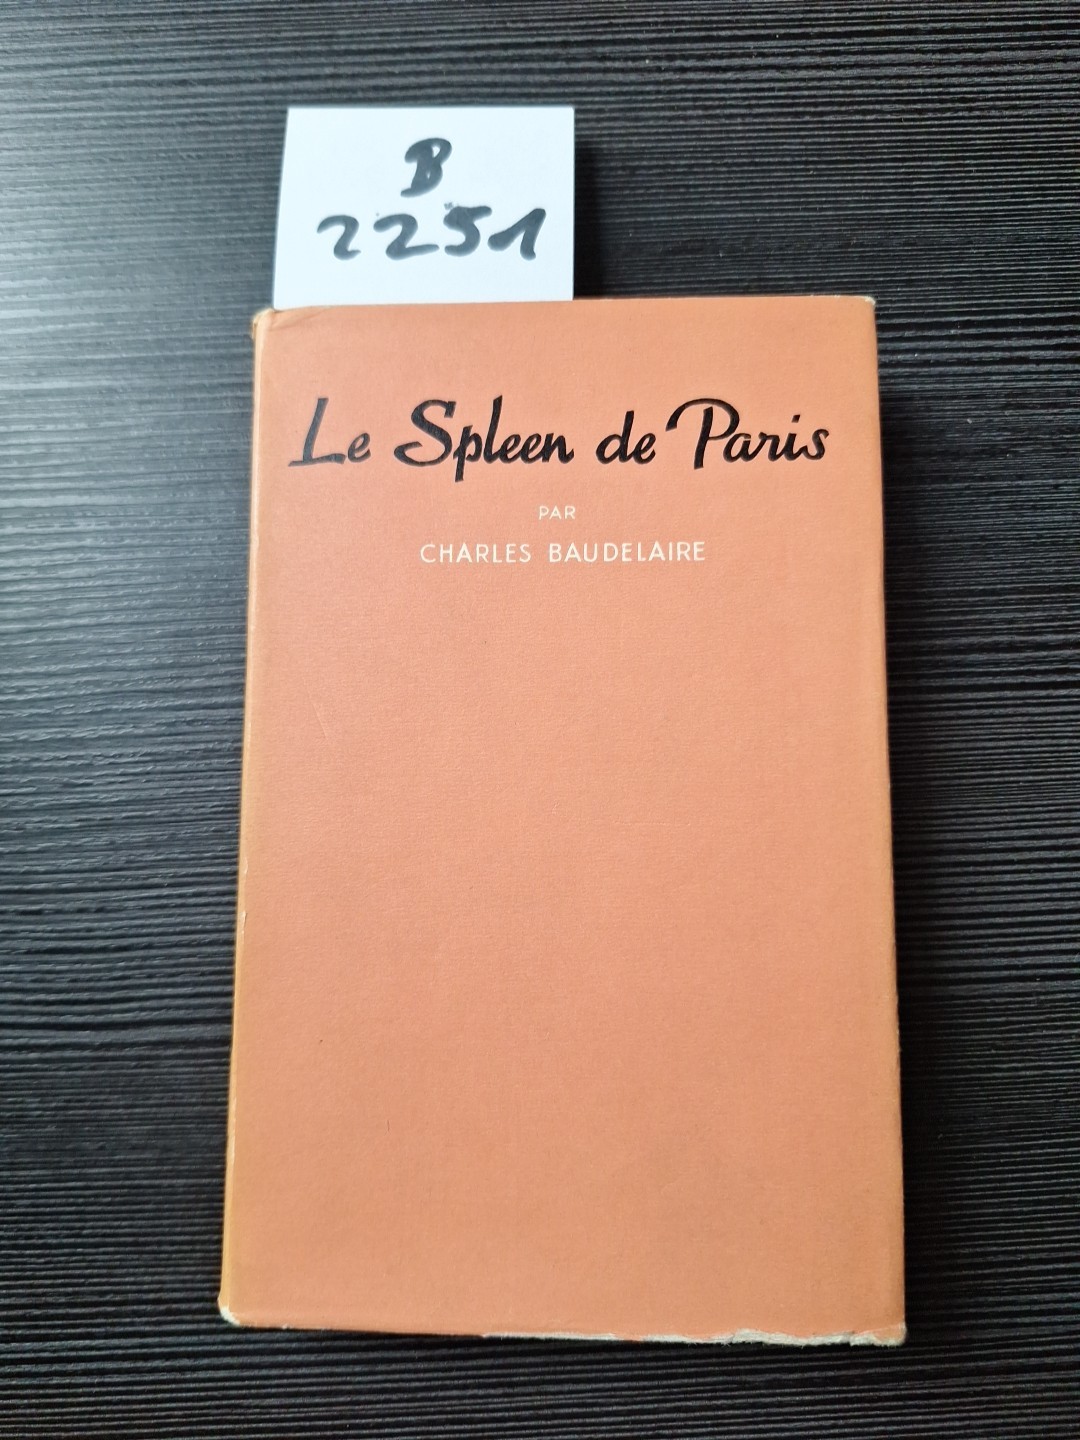 B
2251
Le Spleen de Paris
PAR
CHARLES BAUDELAIRE